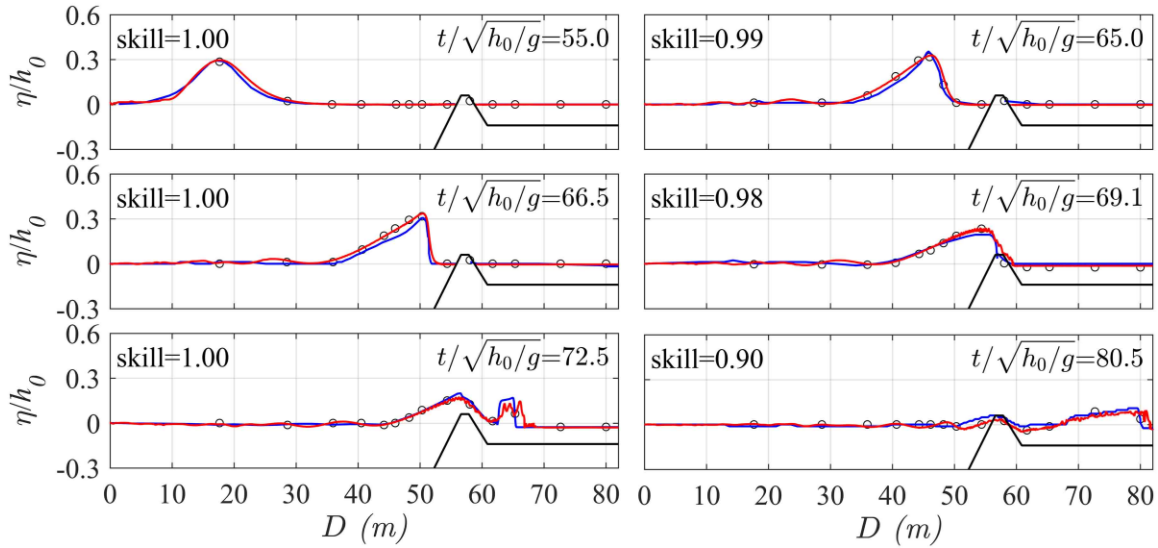 0.6
0.3
0
-0.3
η/h₀
skill=1.00
t/√(h₀/g)=55.0
skill=0.99
t/√(h₀/g)=65.0
0.6
0.3
0
-0.3
η/h₀
skill=1.00
t/√(h₀/g)=66.5
skill=0.98
t/√(h₀/g)=69.1
0.6
0.3
0
-0.3
η/h₀
skill=1.00
t/√(h₀/g)=72.5
skill=0.90
t/√(h₀/g)=80.5
0 10 20 30 40 50 60 70 80
0 10 20 30 40 50 60 70 80
D (m)
D (m)